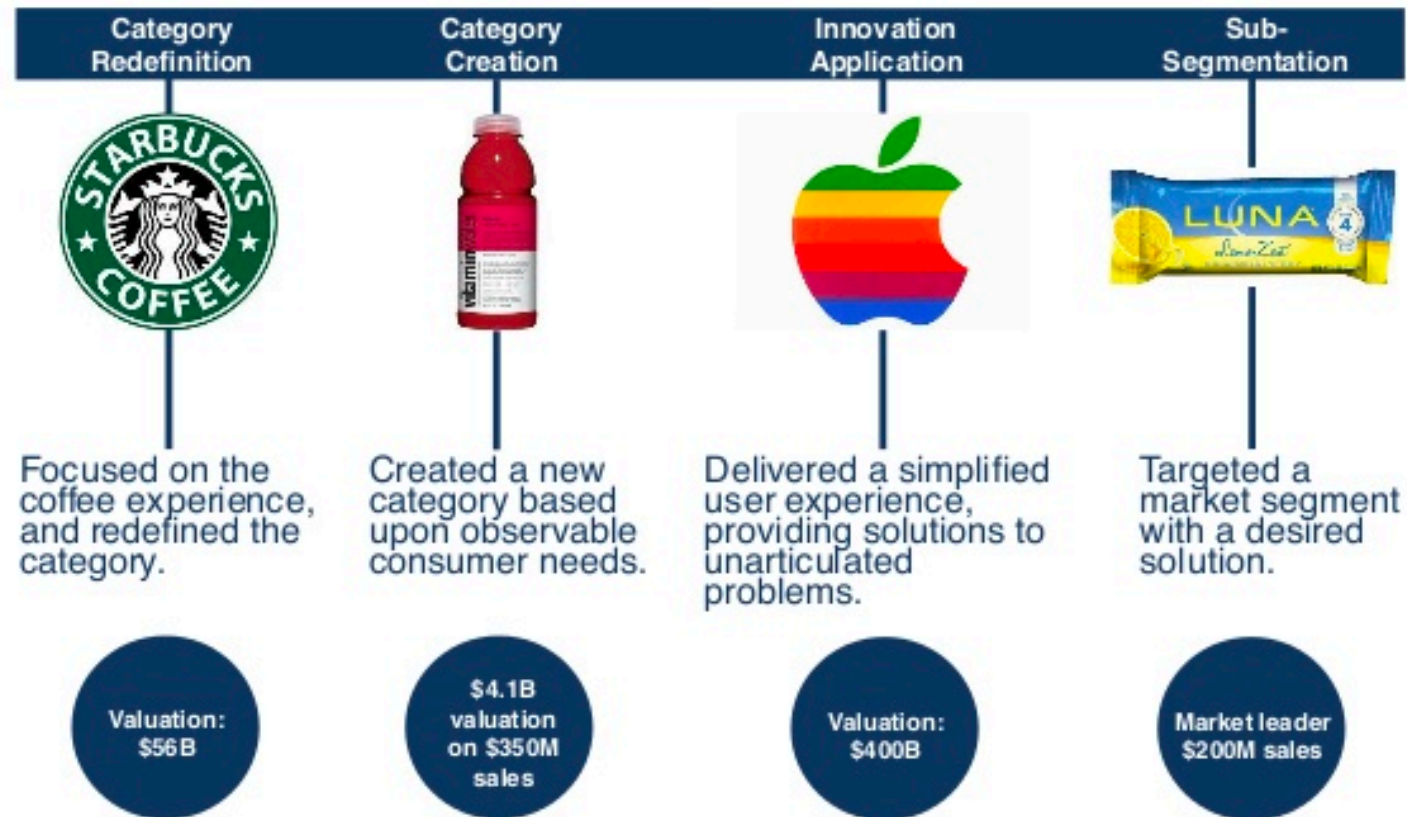 Category
Redefinition
Category
Creation
Innovation
Application
Sub-
Segmentation
STARBUCKS
COFFEE
vitamin
LUNA
4
Focused on the
coffee experience,
and redefined the
category.
Created a new
category based
upon observable
consumer needs.
Delivered a simplified
user experience,
providing solutions to
unarticulated
problems.
Targeted a
market segment
with a desired
solution.
Valuation:
$56B
$4.1B
valuation
on $350M
sales
Valuation:
$400B
Market leader
$200M sales